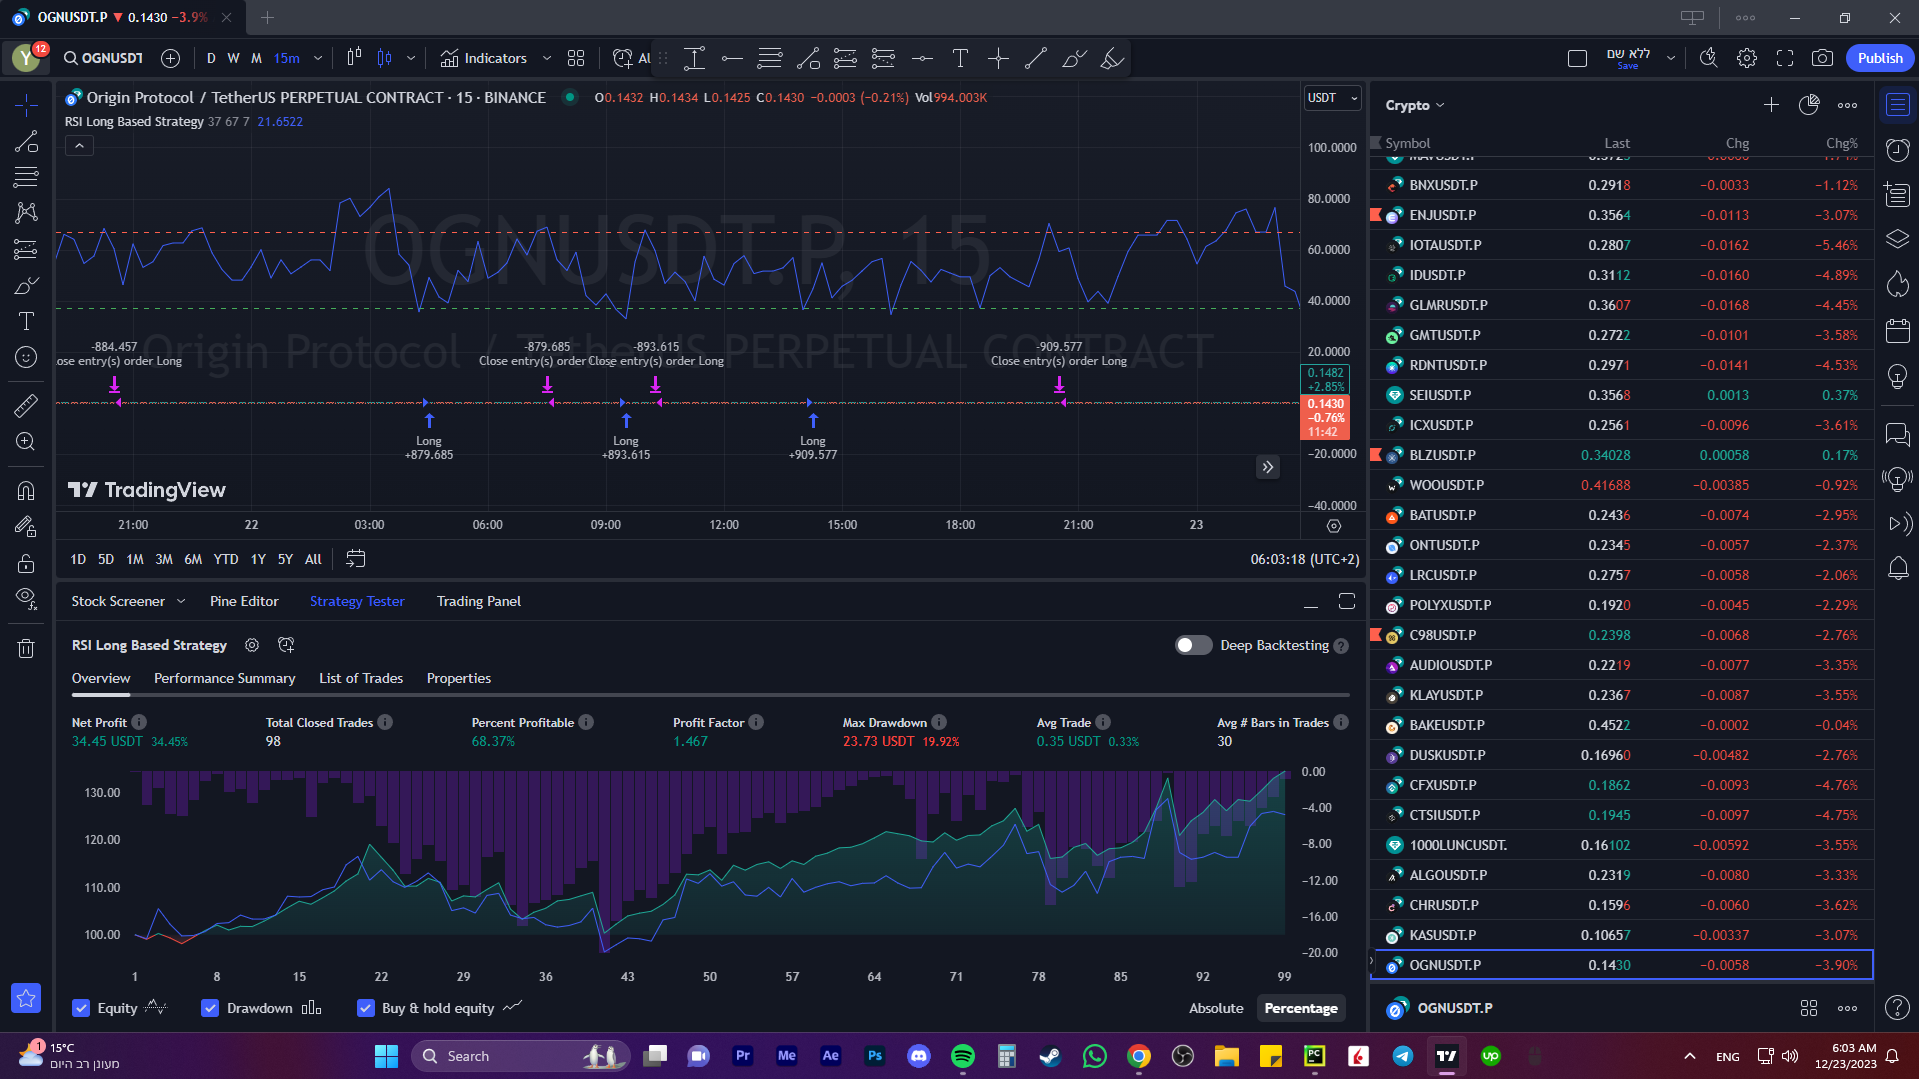 OGNUSDT.P ▼ 0.1430 −3.9%
Y 12 OGNUSDT D W M 15m Indicators Al
ללא שם
Save
Publish
Origin Protocol / TetherUS PERPETUAL CONTRACT · 15 · BINANCE O0.1432 H0.1434 L0.1425 C0.1430 −0.0003 (−0.21%) Vol994.003K
RSI Long Based Strategy 37 67 7 21.6522
USDT
100.0000
80.0000
60.0000
40.0000
20.0000
0.1482
+2.85%
0.1430
−0.76%
11:42
−20.0000
−40.0000
OGNUSDT.P, 15
Origin Protocol / TetherUS PERPETUAL CONTRACT
-884.457 -879.685 -893.615 -909.577
ose entry(s) order Long Close entry(s) order Close entry(s) order Long Close entry(s) order Long
Long Long Long
+879.685 +893.615 +909.577
TradingView
21:00 22 03:00 06:00 09:00 12:00 15:00 18:00 21:00 23
1D 5D 1M 3M 6M YTD 1Y 5Y All 06:03:18 (UTC+2)
Stock Screener Pine Editor Strategy Tester Trading Panel
RSI Long Based Strategy Deep Backtesting
Overview Performance Summary List of Trades Properties
Net Profit Total Closed Trades Percent Profitable Profit Factor Max Drawdown Avg Trade Avg # Bars in Trades
34.45 USDT 34.45% 98 68.37% 1.467 23.73 USDT 19.92% 0.35 USDT 0.33% 30
130.00
120.00
110.00
100.00
0.00
−4.00
−8.00
−12.00
−16.00
−20.00
1 8 15 22 29 36 43 50 57 64 71 78 85 92 99
Equity Drawdown Buy & hold equity Absolute Percentage
Crypto
Symbol Last Chg Chg%
BNXUSDT.P 0.2918 −0.0033 −1.12%
ENJUSDT.P 0.3564 −0.0113 −3.07%
IOTAUSDT.P 0.2807 −0.0162 −5.46%
IDUSDT.P 0.3112 −0.0160 −4.89%
GLMRUSDT.P 0.3607 −0.0168 −4.45%
GMTUSDT.P 0.2722 −0.0101 −3.58%
RDNTUSDT.P 0.2971 −0.0141 −4.53%
SEIUSDT.P 0.3568 0.0013 0.37%
ICXUSDT.P 0.2561 −0.0096 −3.61%
BLZUSDT.P 0.34028 0.00058 0.17%
WOOUSDT.P 0.41688 −0.00385 −0.92%
BATUSDT.P 0.2436 −0.0074 −2.95%
ONTUSDT.P 0.2345 −0.0057 −2.37%
LRCUSDT.P 0.2757 −0.0058 −2.06%
POLYXUSDT.P 0.1920 −0.0045 −2.29%
C98USDT.P 0.2398 −0.0068 −2.76%
AUDIOUSDT.P 0.2219 −0.0077 −3.35%
KLAYUSDT.P 0.2367 −0.0087 −3.55%
BAKEUSDT.P 0.4522 −0.0002 −0.04%
DUSKUSDT.P 0.16960 −0.00482 −2.76%
CFXUSDT.P 0.1862 −0.0093 −4.76%
CTSIUSDT.P 0.1945 −0.0097 −4.75%
1000LUNCUSDT. 0.16102 −0.00592 −3.55%
ALGOUSDT.P 0.2319 −0.0080 −3.33%
CHRUSDT.P 0.1596 −0.0060 −3.62%
KASUSDT.P 0.10657 −0.00337 −3.07%
OGNUSDT.P 0.1430 −0.0058 −3.90%
OGNUSDT.P
1 15°C
מעונן רב היום
Search Pr Me Ae Ps PC up
ENG 6:03 AM
12/23/2023